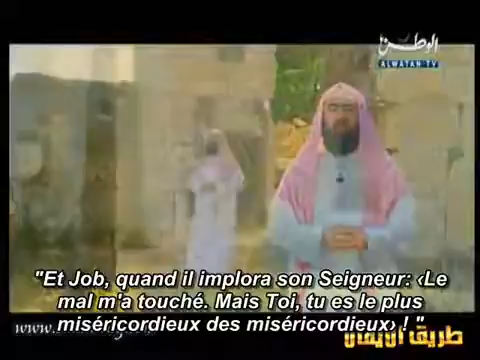 الوطن
ALWATAN TV
"Et Job, quand il implora son Seigneur: ‹Le
mal m'a touché. Mais Toi, tu es le plus
miséricordieux des miséricordieux› ! "
www.
طريق الإيمان